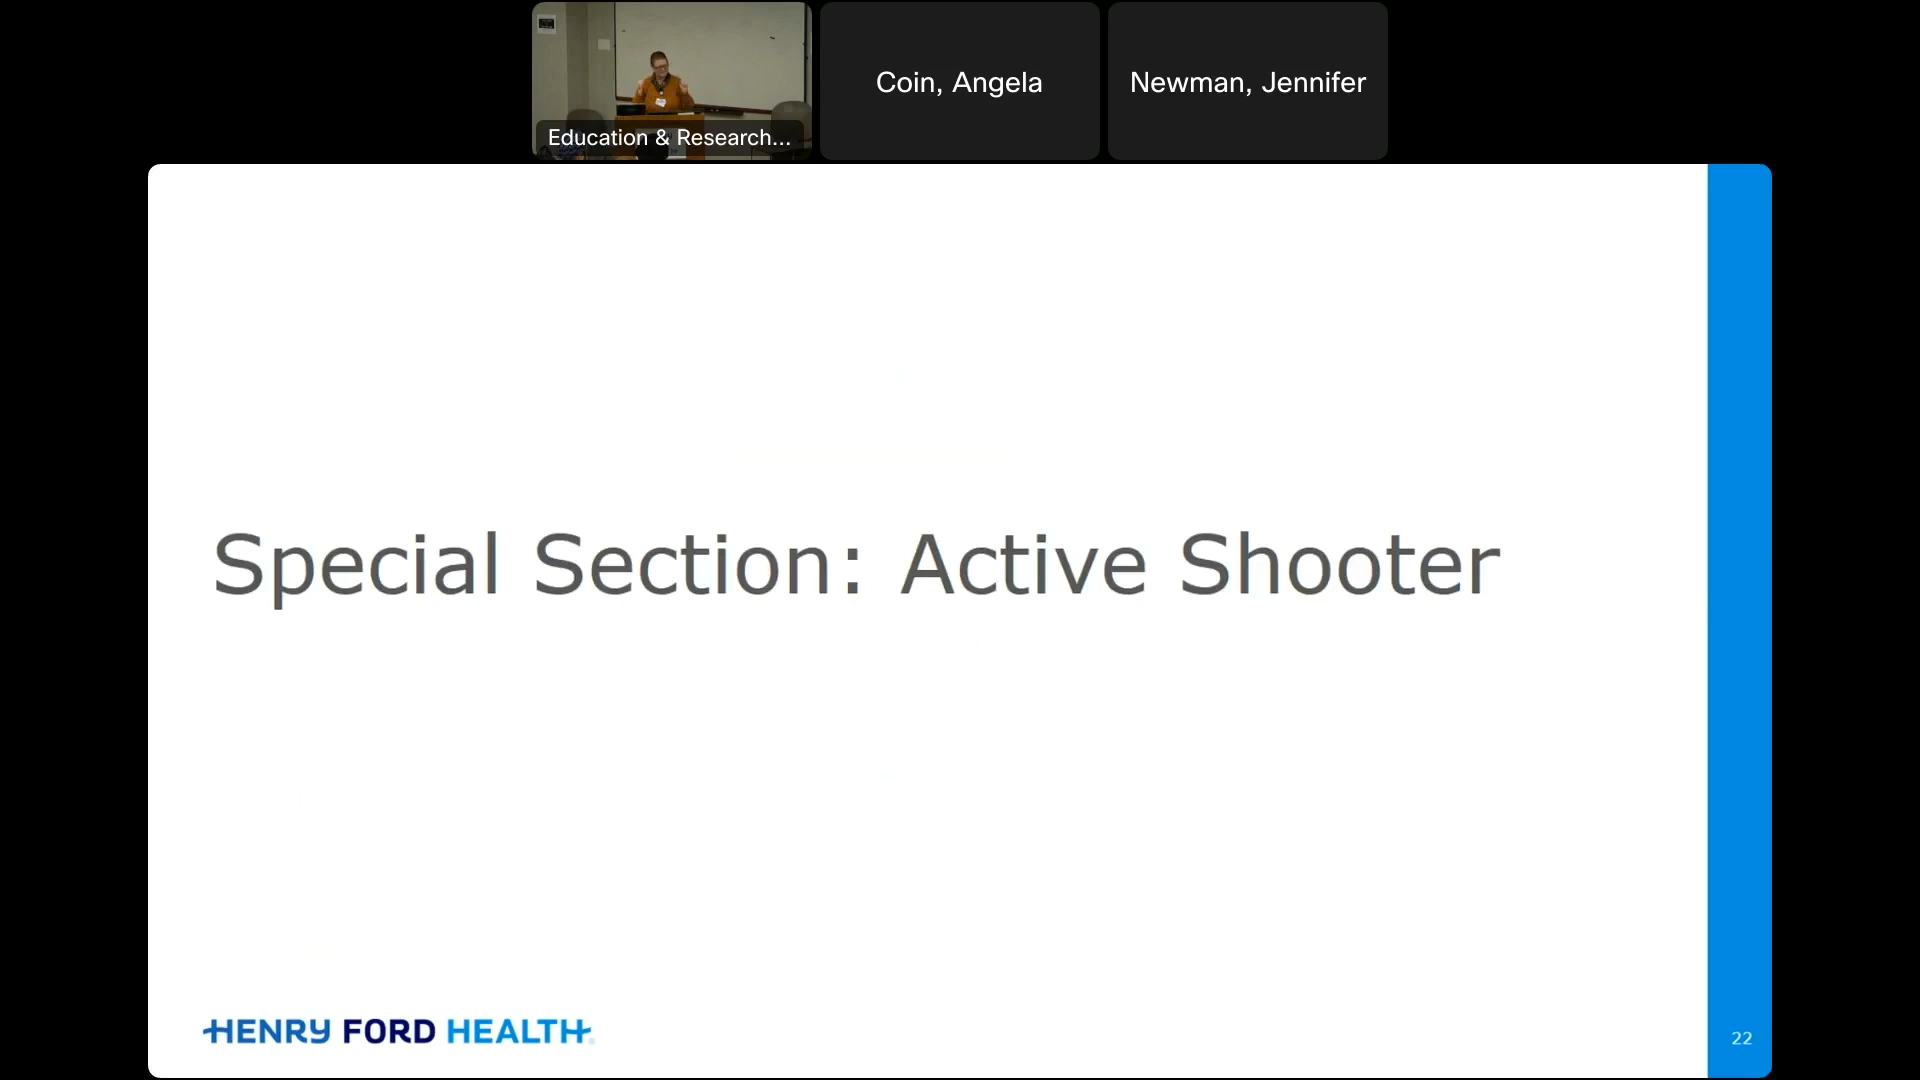 Education & Research...
Coin, Angela
Newman, Jennifer
Special Section: Active Shooter
HENRY FORD HEALTH
22